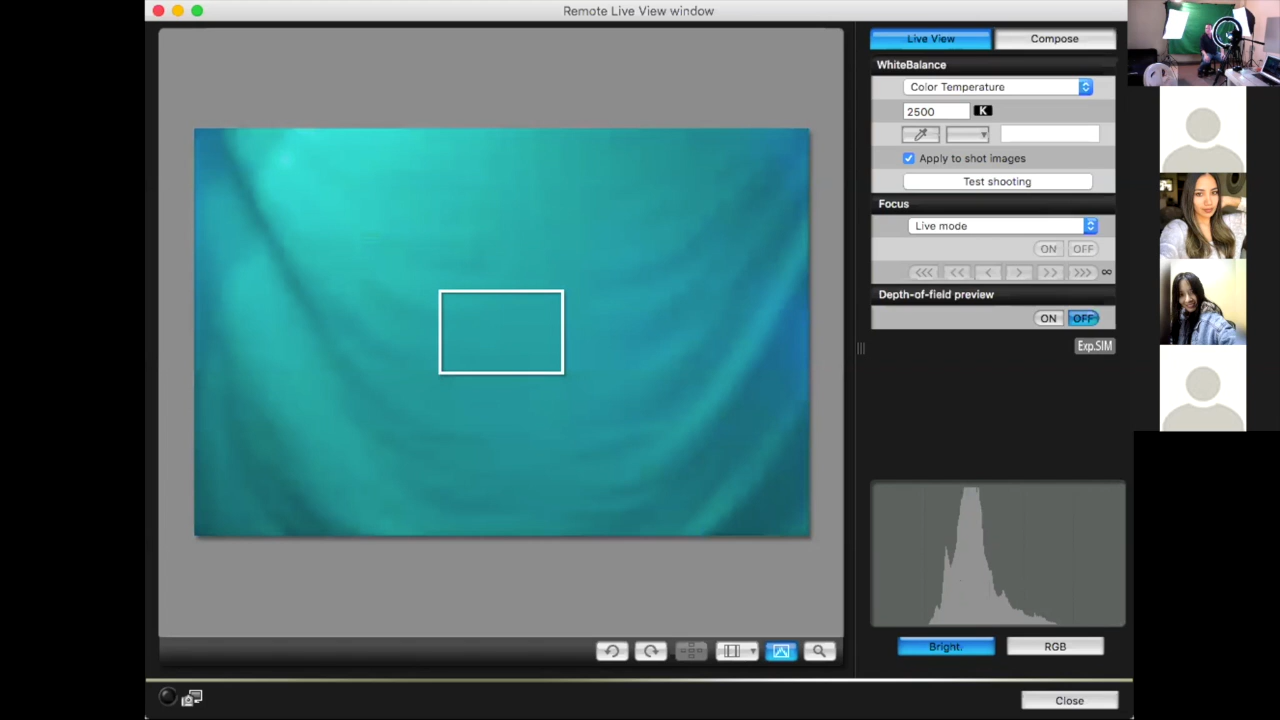 Remote Live View window
Live View
Compose
WhiteBalance
Color Temperature
2500
K
Apply to shot images
Test shooting
Focus
Live mode
ON
OFF
<<<
<<
<
>
>>
>>>
∞
Depth-of-field preview
ON
OFF
Exp.SIM
Bright.
RGB
Close